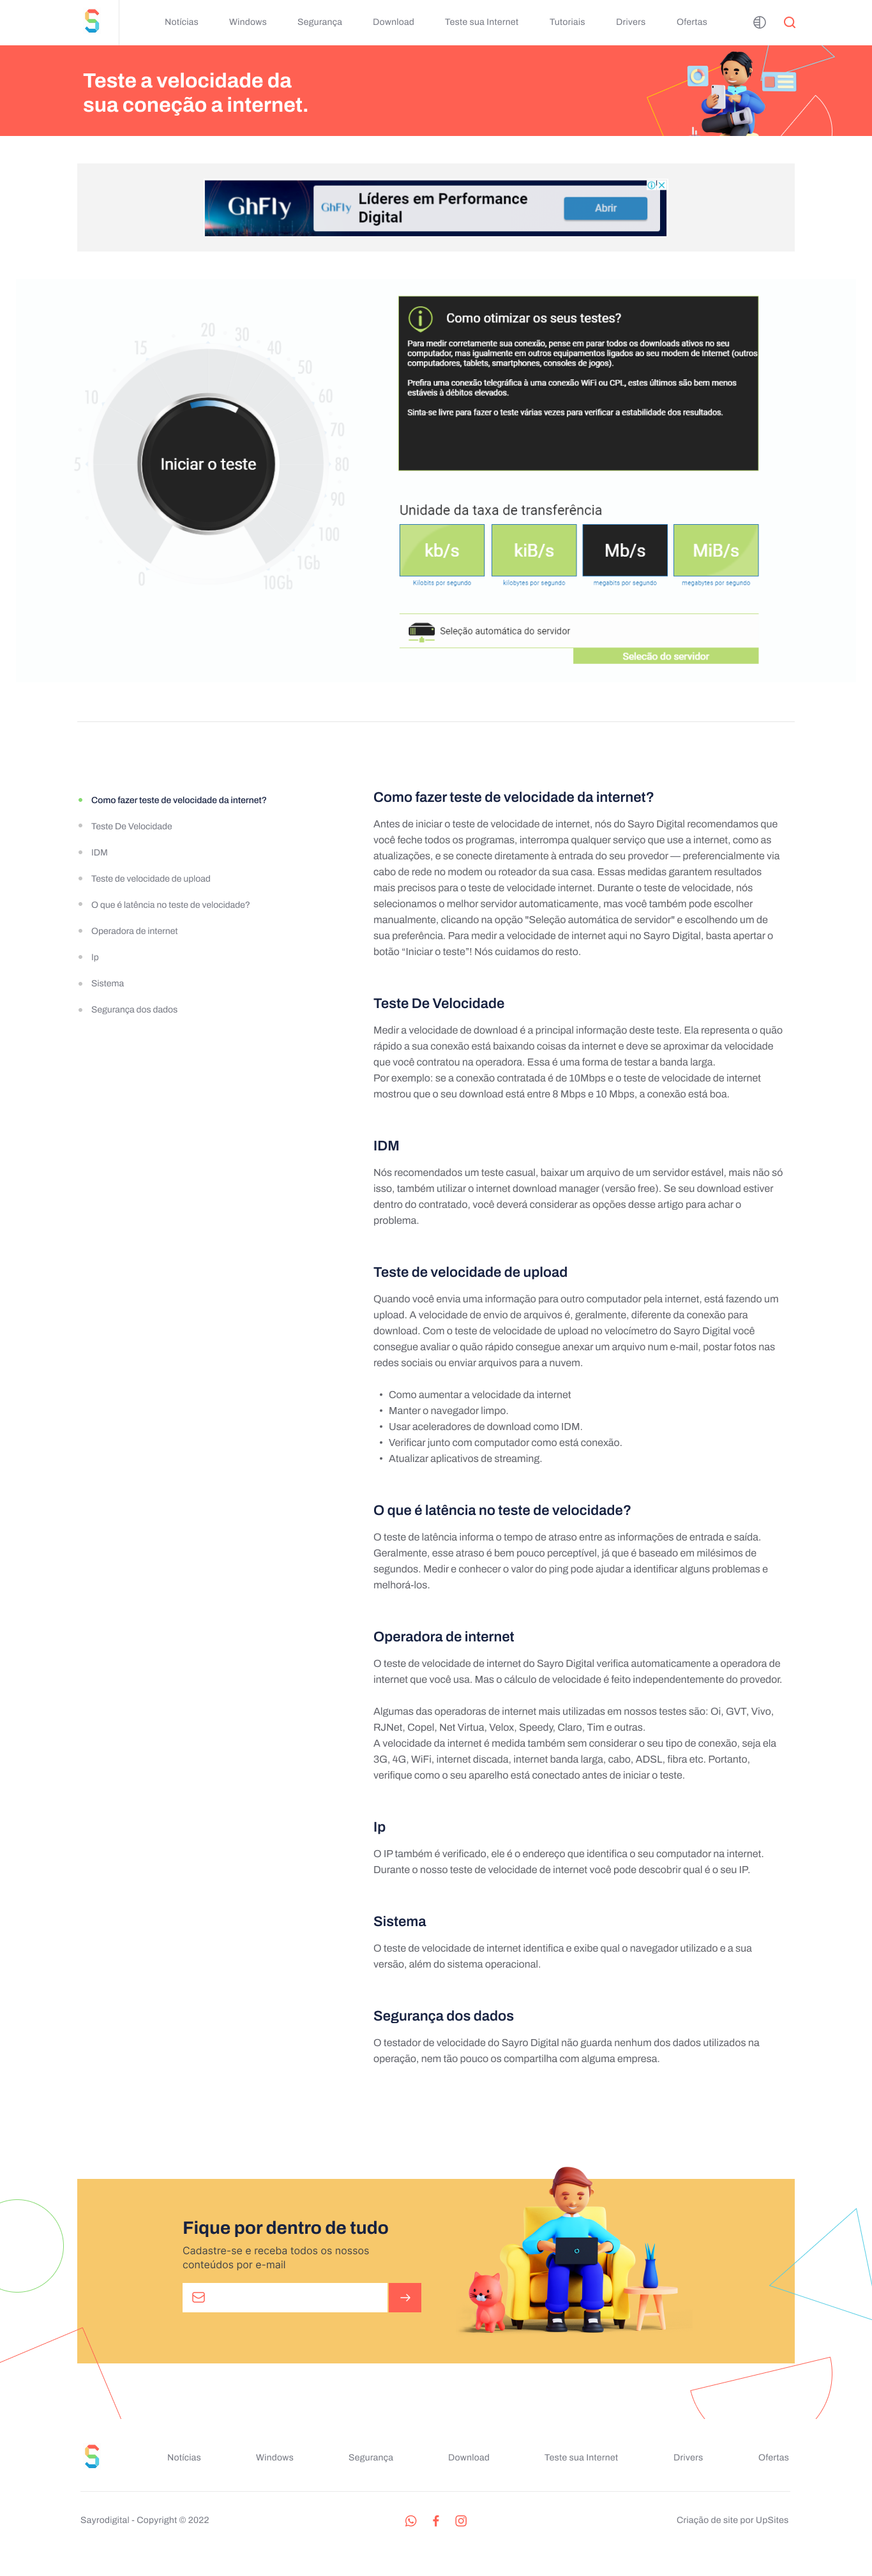 Notícias Windows Segurança Download Teste sua Internet Tutoriais Drivers Ofertas
Teste a velocidade da
sua coneção a internet.
GhFly
GhFly
Líderes em Performance
Digital
Abrir
0
5
10
15
20
30
40
50
60
70
80
90
100
1Gb
10Gb
Iniciar o teste
Como otimizar os seus testes?
Para medir corretamente sua conexão, pense em parar todos os downloads ativos no seu
computador, mas igualmente em outros equipamentos ligados ao seu modem de Internet (outros
computadores, tablets, smartphones, consoles de jogos).
Prefira uma conexão telegráfica à uma conexão WiFi ou CPL, estes últimos são bem menos
estáveis à débitos elevados.
Sinta-se livre para fazer o teste várias vezes para verificar a estabilidade dos resultados.
Unidade da taxa de transferência
kb/s kiB/s Mb/s MiB/s
Kilobits por segundo kilobytes por segundo megabits por segundo megabytes por segundo
Seleção automática do servidor
Selecão do servidor
Como fazer teste de velocidade da internet?
Teste De Velocidade
IDM
Teste de velocidade de upload
O que é latência no teste de velocidade?
Operadora de internet
Ip
Sistema
Segurança dos dados
Como fazer teste de velocidade da internet?
Antes de iniciar o teste de velocidade de internet, nós do Sayro Digital recomendamos que
você feche todos os programas, interrompa qualquer serviço que use a internet, como as
atualizações, e se conecte diretamente à entrada do seu provedor — preferencialmente via
cabo de rede no modem ou roteador da sua casa. Essas medidas garantem resultados
mais precisos para o teste de velocidade internet. Durante o teste de velocidade, nós
selecionamos o melhor servidor automaticamente, mas você também pode escolher
manualmente, clicando na opção "Seleção automática de servidor" e escolhendo um de
sua preferência. Para medir a velocidade de internet aqui no Sayro Digital, basta apertar o
botão “Iniciar o teste”! Nós cuidamos do resto.
Teste De Velocidade
Medir a velocidade de download é a principal informação deste teste. Ela representa o quão
rápido a sua conexão está baixando coisas da internet e deve se aproximar da velocidade
que você contratou na operadora. Essa é uma forma de testar a banda larga.
Por exemplo: se a conexão contratada é de 10Mbps e o teste de velocidade de internet
mostrou que o seu download está entre 8 Mbps e 10 Mbps, a conexão está boa.
IDM
Nós recomendados um teste casual, baixar um arquivo de um servidor estável, mais não só
isso, também utilizar o internet download manager (versão free). Se seu download estiver
dentro do contratado, você deverá considerar as opções desse artigo para achar o
problema.
Teste de velocidade de upload
Quando você envia uma informação para outro computador pela internet, está fazendo um
upload. A velocidade de envio de arquivos é, geralmente, diferente da conexão para
download. Com o teste de velocidade de upload no velocímetro do Sayro Digital você
consegue avaliar o quão rápido consegue anexar um arquivo num e-mail, postar fotos nas
redes sociais ou enviar arquivos para a nuvem.
• Como aumentar a velocidade da internet
• Manter o navegador limpo.
• Usar aceleradores de download como IDM.
• Verificar junto com computador como está conexão.
• Atualizar aplicativos de streaming.
O que é latência no teste de velocidade?
O teste de latência informa o tempo de atraso entre as informações de entrada e saída.
Geralmente, esse atraso é bem pouco perceptível, já que é baseado em milésimos de
segundos. Medir e conhecer o valor do ping pode ajudar a identificar alguns problemas e
melhorá-los.
Operadora de internet
O teste de velocidade de internet do Sayro Digital verifica automaticamente a operadora de
internet que você usa. Mas o cálculo de velocidade é feito independentemente do provedor.
Algumas das operadoras de internet mais utilizadas em nossos testes são: Oi, GVT, Vivo,
RJNet, Copel, Net Virtua, Velox, Speedy, Claro, Tim e outras.
A velocidade da internet é medida também sem considerar o seu tipo de conexão, seja ela
3G, 4G, WiFi, internet discada, internet banda larga, cabo, ADSL, fibra etc. Portanto,
verifique como o seu aparelho está conectado antes de iniciar o teste.
Ip
O IP também é verificado, ele é o endereço que identifica o seu computador na internet.
Durante o nosso teste de velocidade de internet você pode descobrir qual é o seu IP.
Sistema
O teste de velocidade de internet identifica e exibe qual o navegador utilizado e a sua
versão, além do sistema operacional.
Segurança dos dados
O testador de velocidade do Sayro Digital não guarda nenhum dos dados utilizados na
operação, nem tão pouco os compartilha com alguma empresa.
Fique por dentro de tudo
Cadastre-se e receba todos os nossos
conteúdos por e-mail
Notícias Windows Segurança Download Teste sua Internet Drivers Ofertas
Sayrodigital - Copyright © 2022
Criação de site por UpSites